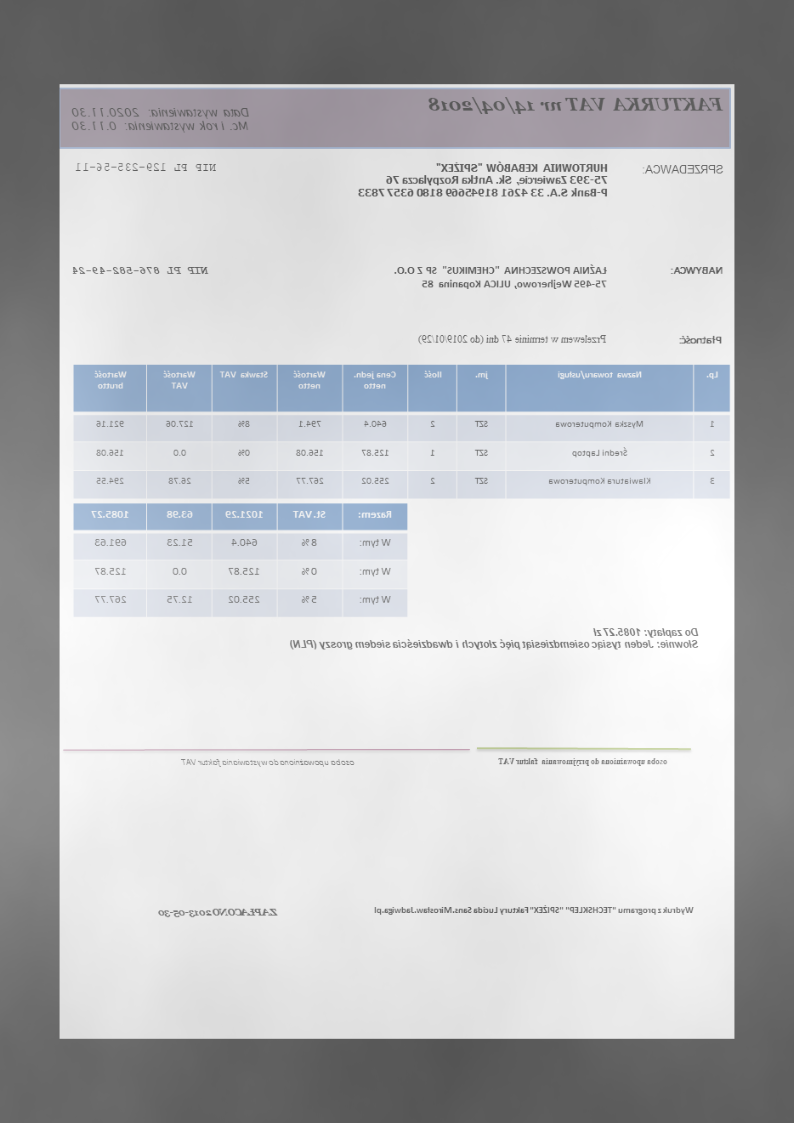 FAKTURKA VAT nr 14/04/2018
Data wystawienia: 2020.11.30
Mc. i rok wystawienia: 0.11.30
SPRZEDAWCA: HURTOWNIA KEBABÓW "SPIŻEX" NIP PL 129-235-56-11
75-393 Zawiercie, Sk. Antka Rozpylacza 76
P-Bank S.A. 33 4261 81945669 8180 6357 7833
NABYWCA: ŁAŹNIA POWSZECHNA "CHEMIKUS" SP Z O.O. NIP PL 876-582-49-24
75-495 Wejherowo, ULICA Kopanina 85
Płatność: Przelewem w terminie 47 dni (do 2019/01/29)
Lp. Nazwa towaru/usługi jm. Ilość Cena jedn. netto Wartość netto Stawka VAT Wartość VAT Wartość brutto
1 Myszka Komputerowa SZT 2 640.4 794.1 8% 127.06 921.16
2 Średni Laptop SZT 1 125.87 156.08 0% 0.0 156.08
3 Klawiatura Komputerowa SZT 2 255.02 267.77 5% 26.78 294.55
Razem: St.VAT 1021.29 63.98 1085.27
W tym: 8% 640.4 51.23 691.63
W tym: 0% 125.87 0.0 125.87
W tym: 5% 255.02 12.75 267.77
Do zapłaty: 1085.27 zł
Słownie: Jeden tysiąc osiemdziesiąt pięć złotych i dwadzieścia siedem groszy (PLN)
osoba upoważniona do przyjmowania faktur VAT
osoba upoważniona do wystawiania faktur VAT
Wydruk z programu "TECHSKLEP" "SPIŻEX" Faktury Lucida Sans.Mirosław.Jadwiga.pl
ZAPŁACONO 2013-05-30